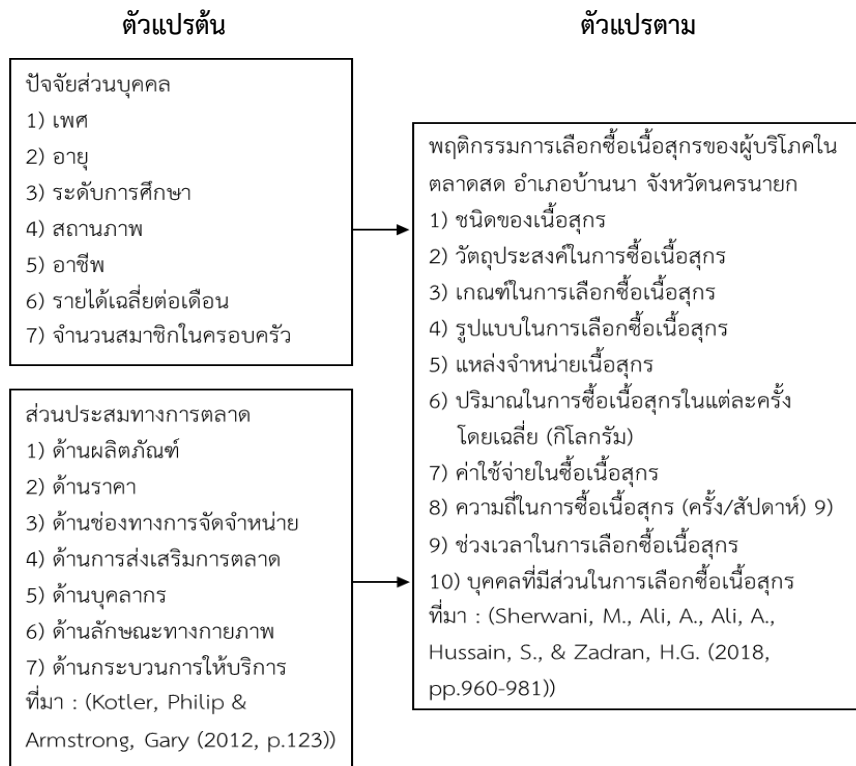 ตัวแปรต้น
ตัวแปรตาม
ปัจจัยส่วนบุคคล
1) เพศ
2) อายุ
3) ระดับการศึกษา
4) สถานภาพ
5) อาชีพ
6) รายได้เฉลี่ยต่อเดือน
7) จำนวนสมาชิกในครอบครัว
ส่วนประสมทางการตลาด
1) ด้านผลิตภัณฑ์
2) ด้านราคา
3) ด้านช่องทางการจัดจำหน่าย
4) ด้านการส่งเสริมการตลาด
5) ด้านบุคลากร
6) ด้านลักษณะทางกายภาพ
7) ด้านกระบวนการให้บริการ
ที่มา : (Kotler, Philip &
Armstrong, Gary (2012, p.123))
พฤติกรรมการเลือกซื้อเนื้อสุกรของผู้บริโภคใน
ตลาดสด อำเภอบ้านนา จังหวัดนครนายก
1) ชนิดของเนื้อสุกร
2) วัตถุประสงค์ในการซื้อเนื้อสุกร
3) เกณฑ์ในการเลือกซื้อเนื้อสุกร
4) รูปแบบในการเลือกซื้อเนื้อสุกร
5) แหล่งจำหน่ายเนื้อสุกร
6) ปริมาณในการซื้อเนื้อสุกรในแต่ละครั้ง
โดยเฉลี่ย (กิโลกรัม)
7) ค่าใช้จ่ายในซื้อเนื้อสุกร
8) ความถี่ในการซื้อเนื้อสุกร (ครั้ง/สัปดาห์) 9)
9) ช่วงเวลาในการเลือกซื้อเนื้อสุกร
10) บุคคลที่มีส่วนในการเลือกซื้อเนื้อสุกร
ที่มา : (Sherwani, M., Ali, A., Ali, A.,
Hussain, S., & Zadran, H.G. (2018,
pp.960-981))